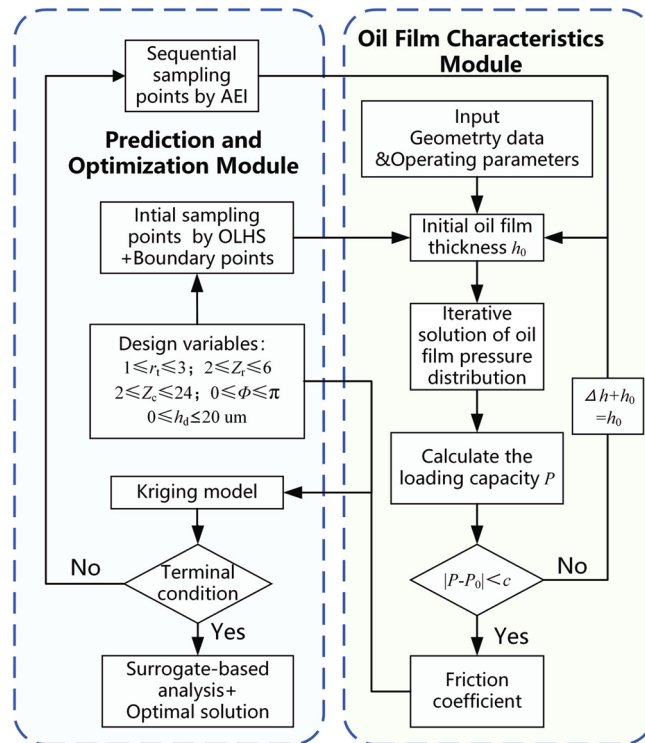 Sequential
sampling
points by AEI
Prediction and
Optimization Module
Intial sampling
points by OLHS
+Boundary points
Design variables:
1≤rt≤3; 2≤Zr≤6
2≤Zc≤24; 0≤Φ≤π
0≤hd≤20 um
Kriging model
No
Terminal
condition
Yes
Surrogate-based
analysis+
Optimal solution
Oil Film Characteristics
Module
Input
Geometrty data
&Operating parameters
Initial oil film
thickness h0
Iterative
solution of oil
film pressure
distribution
Δh+h0
=h0
Calculate the
loading capacity P
|P-P0|<c
No
Yes
Friction
coefficient